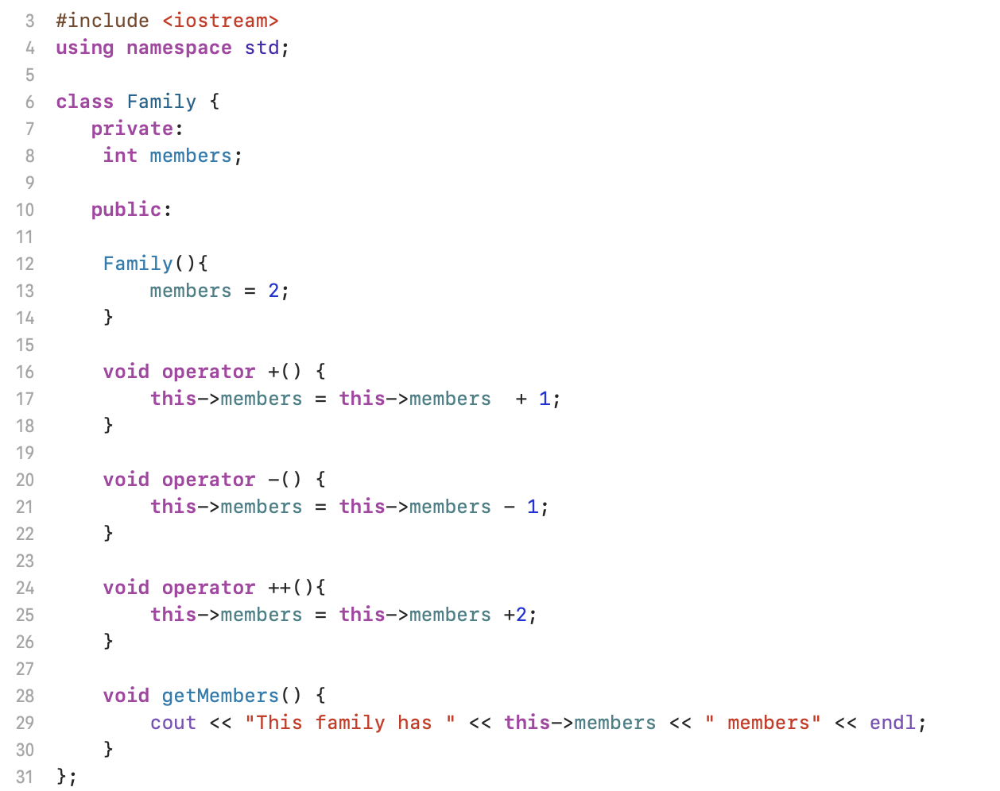 3 #include <iostream>
4 using namespace std;
5
6 class Family {
7    private:
8     int members;
9
10    public:
11
12     Family(){
13         members = 2;
14     }
15
16     void operator +() {
17         this->members = this->members  + 1;
18     }
19
20     void operator -() {
21         this->members = this->members - 1;
22     }
23
24     void operator ++(){
25         this->members = this->members +2;
26     }
27
28     void getMembers() {
29         cout << "This family has " << this->members << " members" << endl;
30     }
31 };